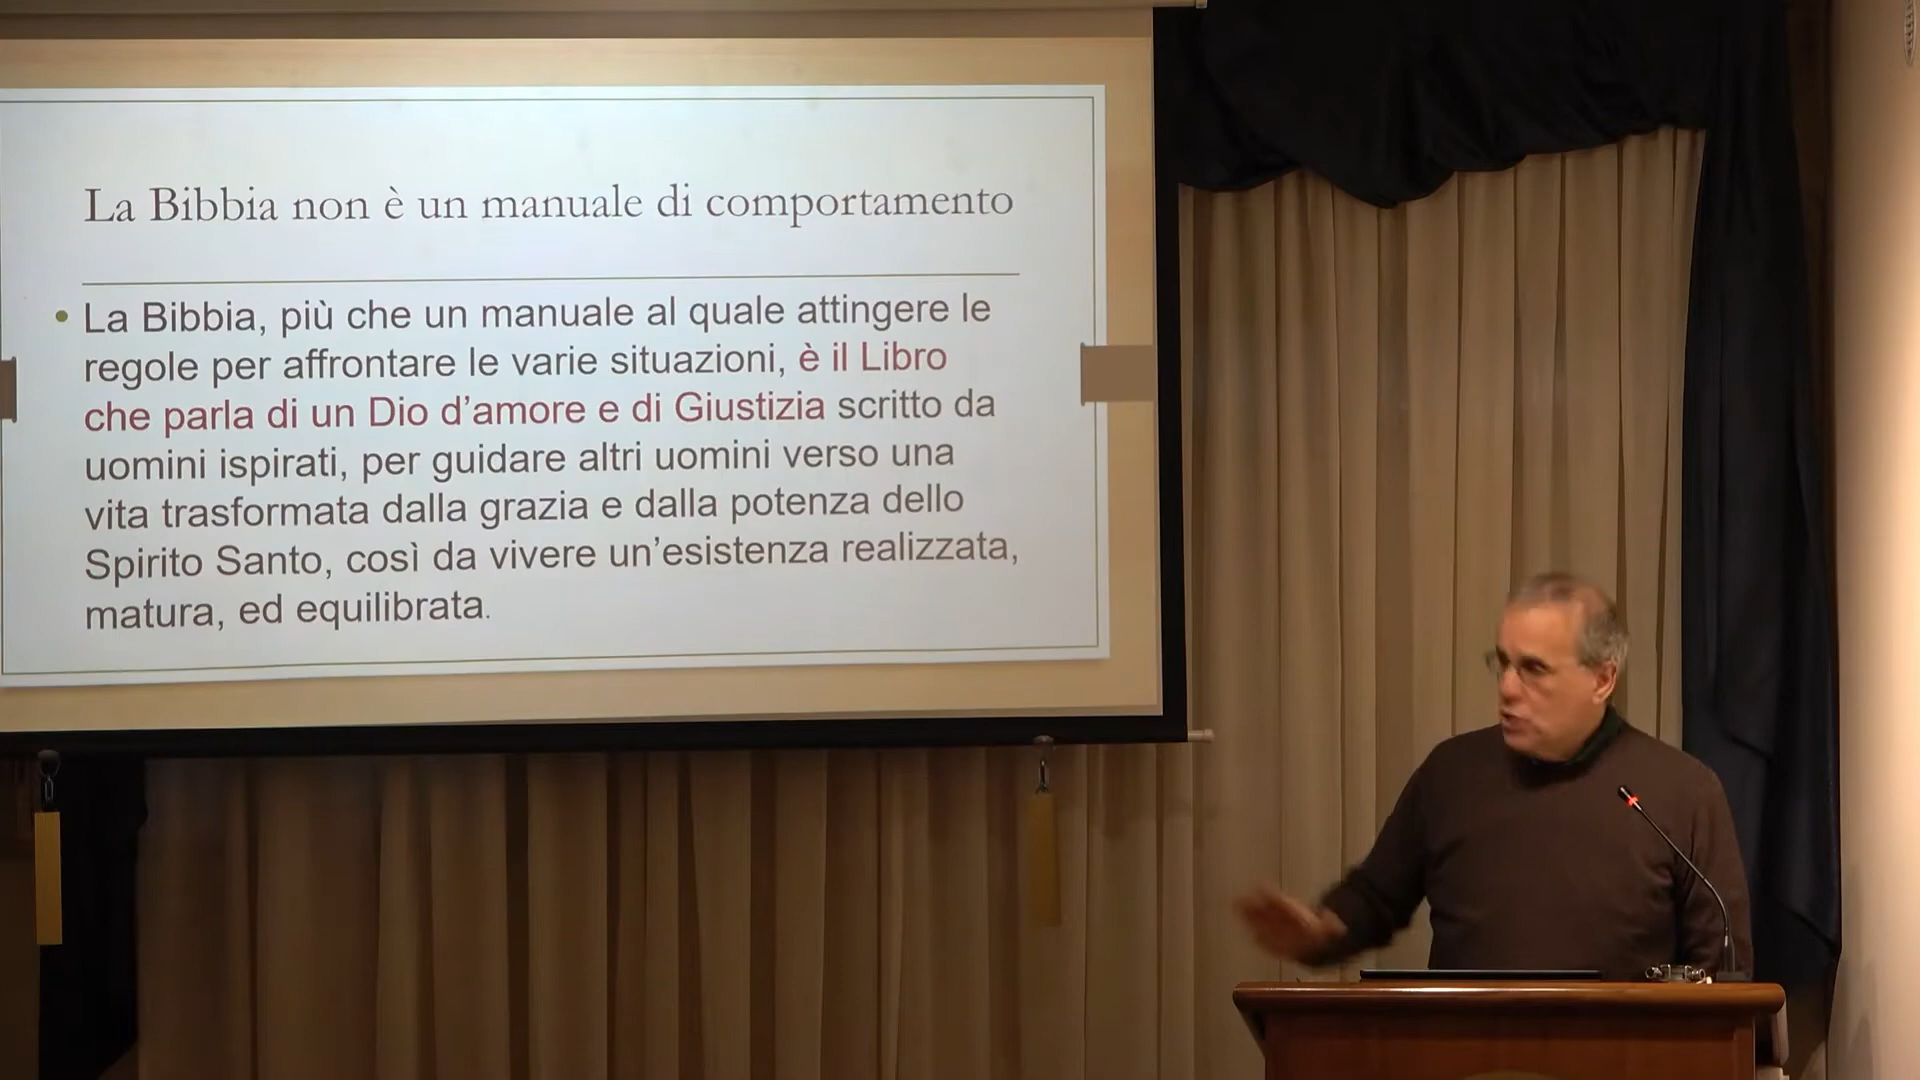 La Bibbia non è un manuale di comportamento
• La Bibbia, più che un manuale al quale attingere le
regole per affrontare le varie situazioni, è il Libro
che parla di un Dio d’amore e di Giustizia scritto da
uomini ispirati, per guidare altri uomini verso una
vita trasformata dalla grazia e dalla potenza dello
Spirito Santo, così da vivere un’esistenza realizzata,
matura, ed equilibrata.